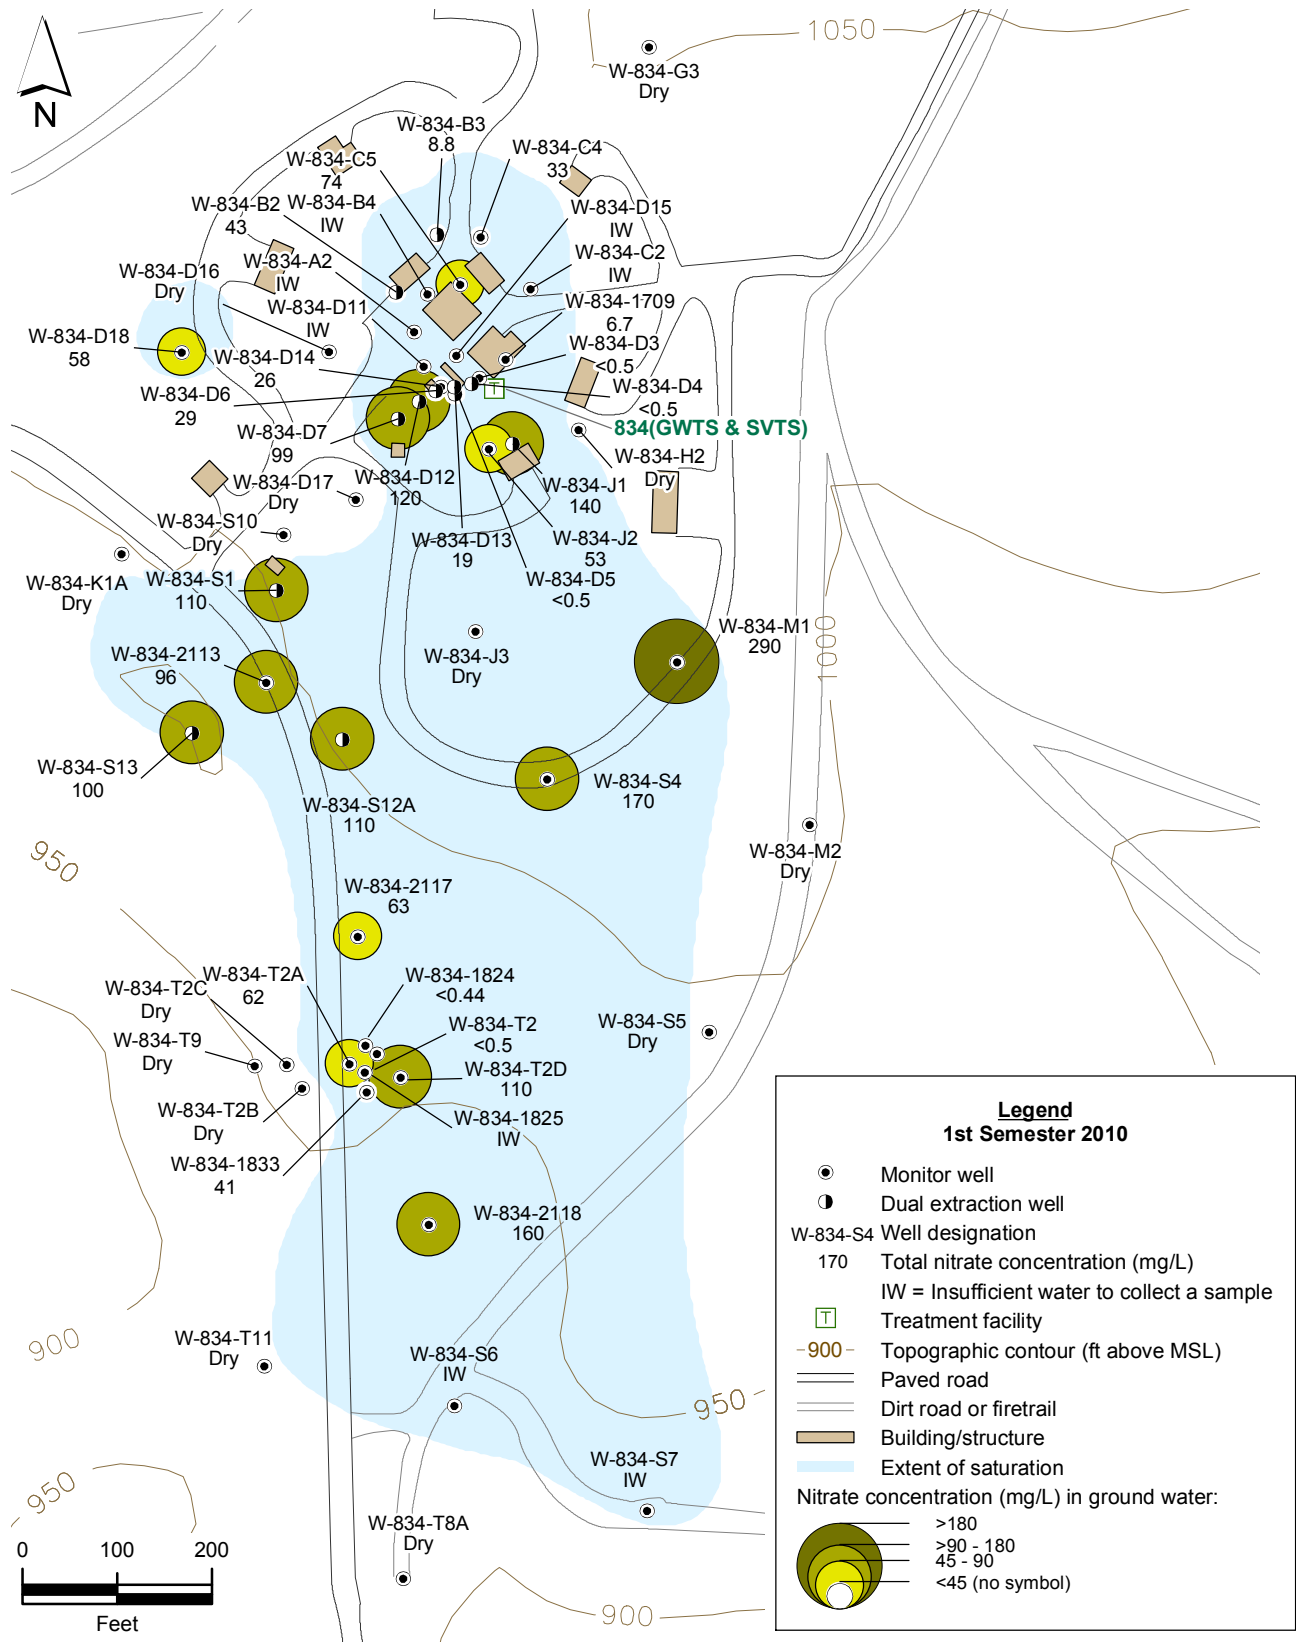 1050
W-834-G3
Dry
N
W-834-B3
8.8
W-834-C5
74
W-834-C4
33
W-834-B2
43
W-834-B4
IW
W-834-D15
IW
W-834-A2
IW
W-834-C2
IW
W-834-D16
Dry
W-834-D11
IW
W-834-1709
6.7
W-834-D18
58
W-834-D14
26
W-834-D3
<0.5
W-834-D6
29
W-834-D4
<0.5
T
834(GWTS & SVTS)
W-834-D7
99
W-834-H2
Dry
W-834-D12
120
W-834-D17
Dry
W-834-J1
140
W-834-S10
Dry
W-834-D13
19
W-834-J2
53
W-834-K1A
Dry
W-834-S1
110
W-834-D5
<0.5
W-834-M1
290
1000
W-834-2113
96
W-834-J3
Dry
W-834-S13
100
W-834-S12A
110
W-834-S4
170
950
W-834-M2
Dry
W-834-2117
63
W-834-T2A
62
W-834-1824
<0.44
W-834-T2C
Dry
W-834-T2
<0.5
W-834-S5
Dry
W-834-T9
Dry
W-834-T2D
110
W-834-T2B
Dry
W-834-1825
IW
W-834-1833
41
W-834-2118
160
900
W-834-T11
Dry
W-834-S6
IW
950
W-834-S7
IW
950
W-834-T8A
Dry
900
0 100 200
Feet
Legend
1st Semester 2010
Monitor well
Dual extraction well
W-834-S4 Well designation
170 Total nitrate concentration (mg/L)
IW = Insufficient water to collect a sample
T Treatment facility
900 Topographic contour (ft above MSL)
Paved road
Dirt road or firetrail
Building/structure
Extent of saturation
Nitrate concentration (mg/L) in ground water:
>180
>90 - 180
45 - 90
<45 (no symbol)